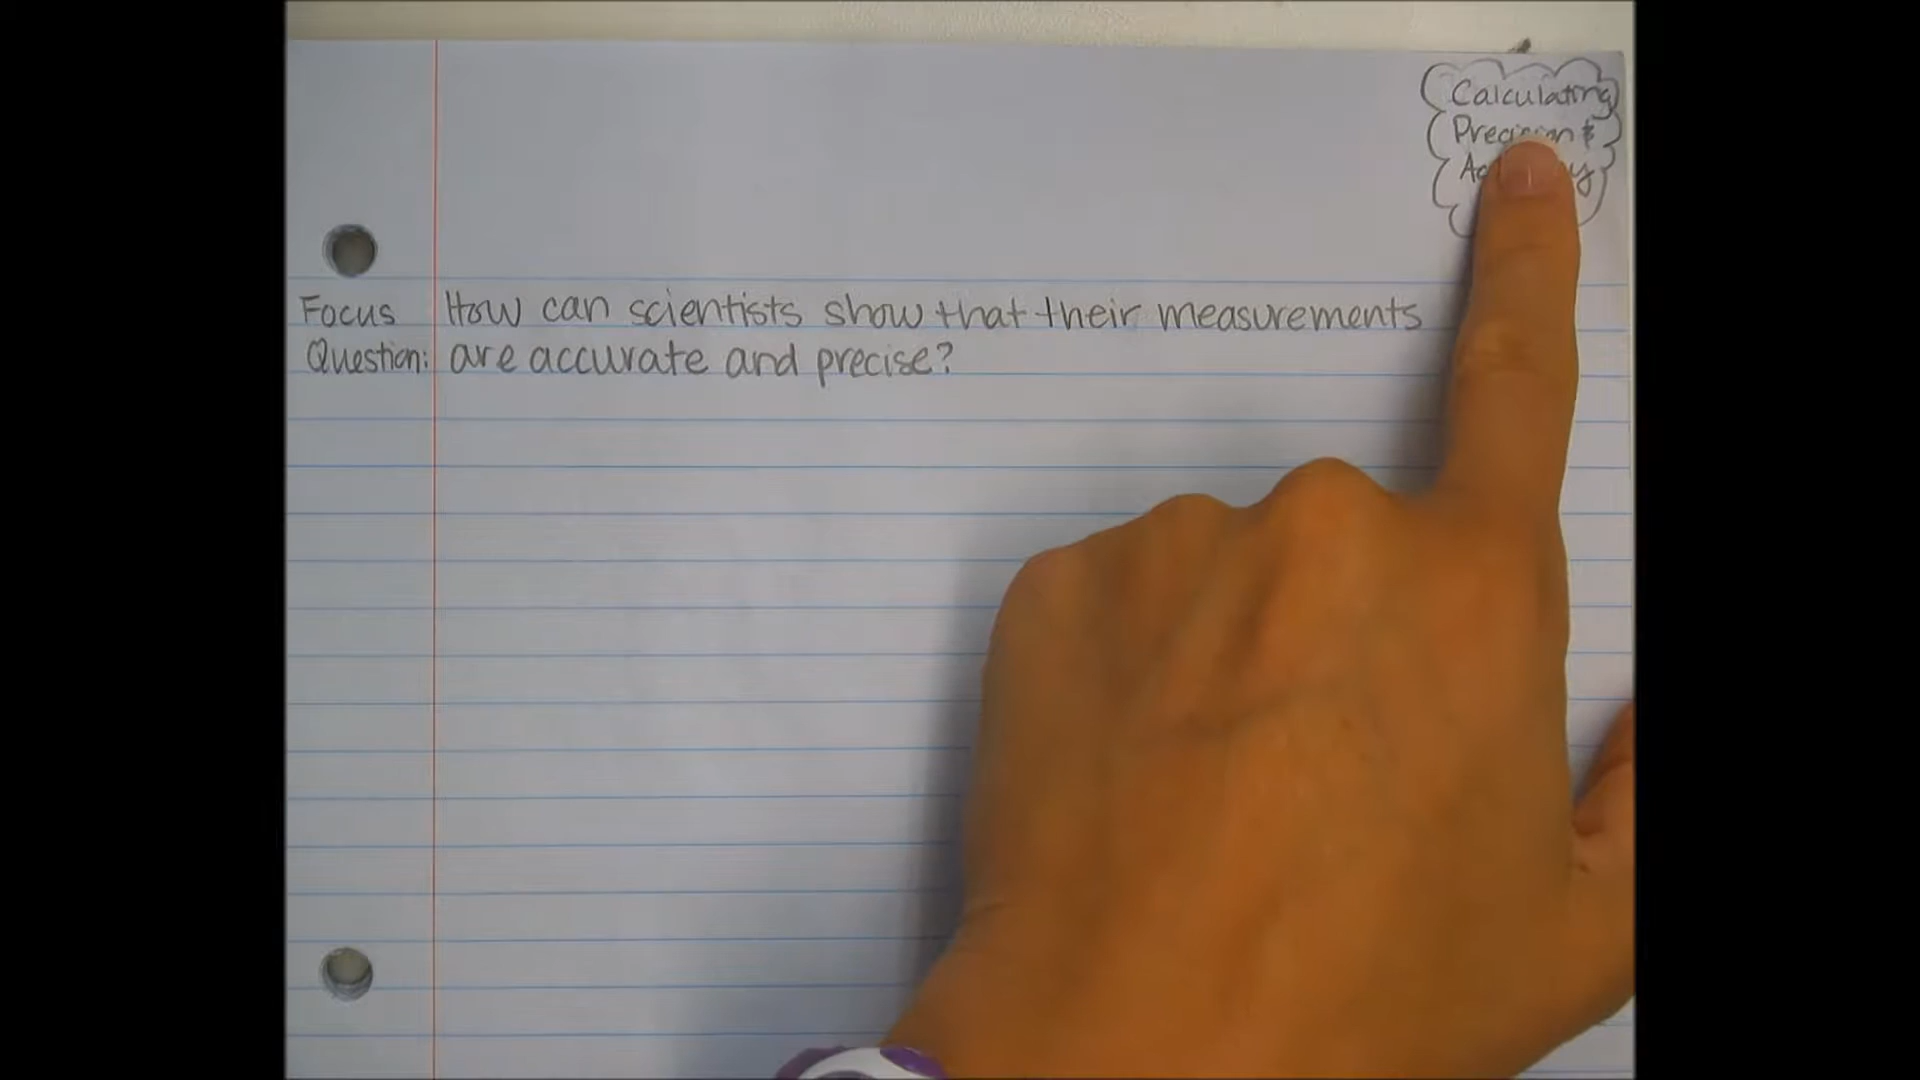 Calculating
Precision &
Focus How can scientists show that their measurements
Question: are accurate and precise?